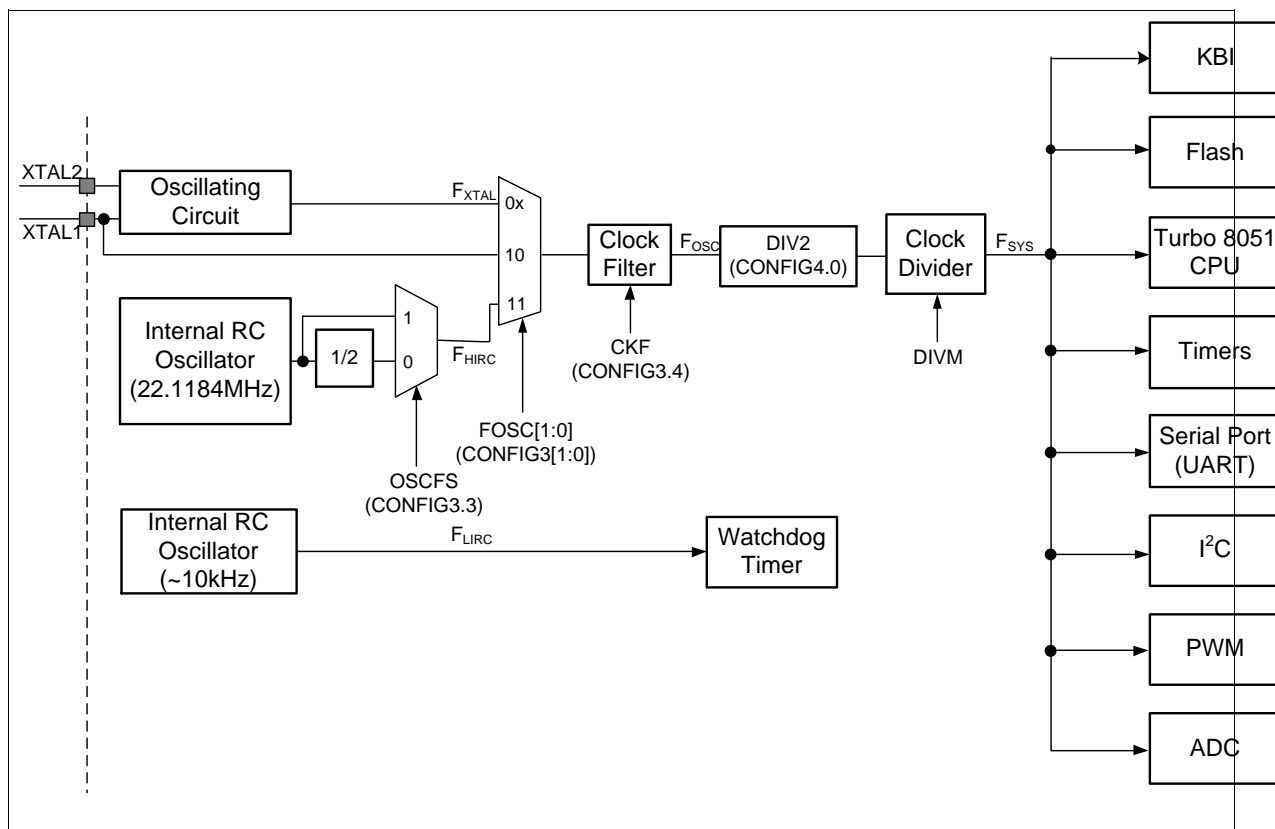 KBI
Flash
XTAL2
XTAL1
Oscillating
Circuit
FXTAL
0x
10
11
Clock
Filter
FOSC
DIV2
(CONFIG4.0)
Clock
Divider
FSYS
Turbo 8051
CPU
Internal RC
Oscillator
(22.1184MHz)
1/2
1
0
FHIRC
CKF
(CONFIG3.4)
DIVM
Timers
FOSC[1:0]
(CONFIG3[1:0])
OSCFS
(CONFIG3.3)
Serial Port
(UART)
Internal RC
Oscillator
(~10kHz)
FLIRC
Watchdog
Timer
I²C
PWM
ADC